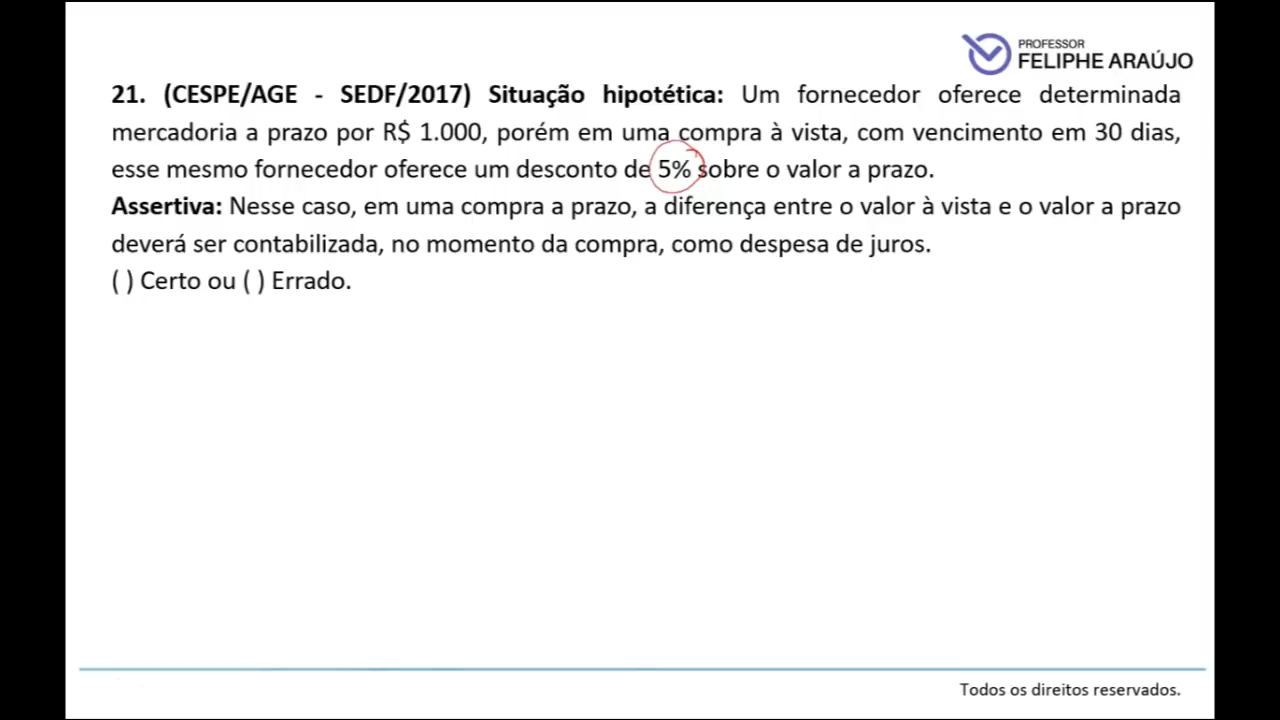 PROFESSOR
FELIPHE ARAÚJO
21. (CESPE/AGE - SEDF/2017) Situação hipotética: Um fornecedor oferece determinada
mercadoria a prazo por R$ 1.000, porém em uma compra à vista, com vencimento em 30 dias,
esse mesmo fornecedor oferece um desconto de 5% sobre o valor a prazo.
Assertiva: Nesse caso, em uma compra a prazo, a diferença entre o valor à vista e o valor a prazo
deverá ser contabilizada, no momento da compra, como despesa de juros.
( ) Certo ou ( ) Errado.
Todos os direitos reservados.